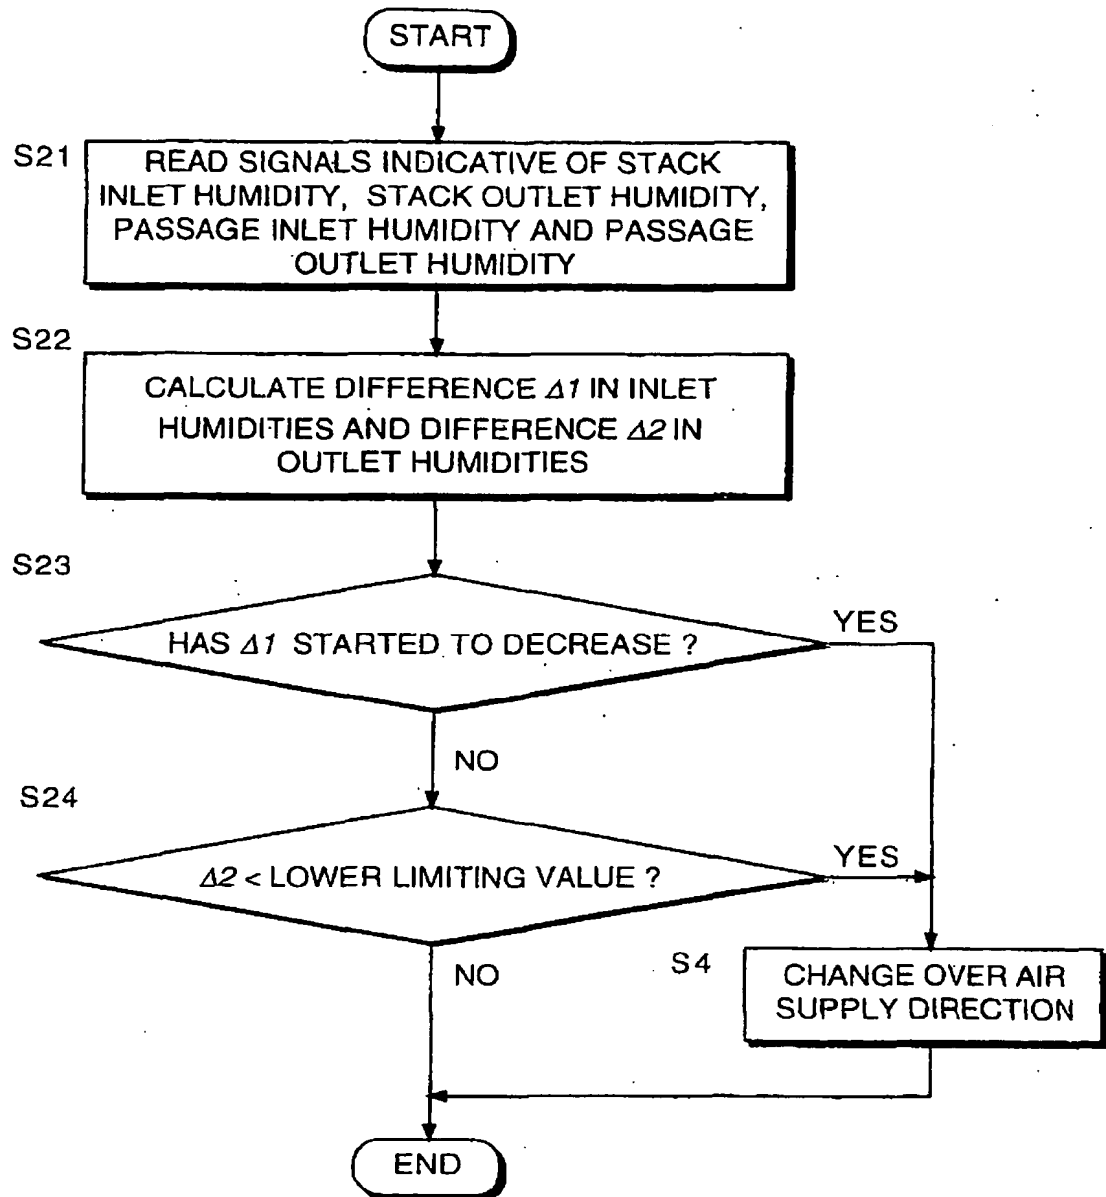 START
S21
READ SIGNALS INDICATIVE OF STACK
INLET HUMIDITY, STACK OUTLET HUMIDITY,
PASSAGE INLET HUMIDITY AND PASSAGE
OUTLET HUMIDITY
S22
CALCULATE DIFFERENCE Δ1 IN INLET
HUMIDITIES AND DIFFERENCE Δ2 IN
OUTLET HUMIDITIES
S23
HAS Δ1 STARTED TO DECREASE ?
YES
NO
S24
Δ2 < LOWER LIMITING VALUE ?
YES
NO
S4
CHANGE OVER AIR
SUPPLY DIRECTION
END